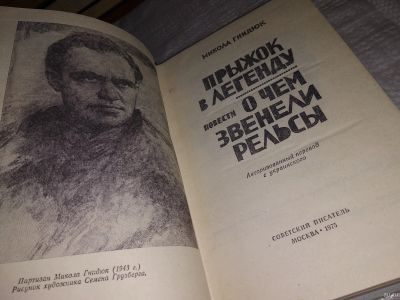 Партизан Микола Гнидюк (1943 г.)
Рисунок художника Семена Грузберга.
МИКОЛА ГНИДЮК
ПРЫЖОК
В ЛЕГЕНДУ
ПОВЕСТИ О ЧЕМ
ЗВЕНЕЛИ
РЕЛЬСЫ
Авторизованный перевод
с украинского
СОВЕТСКИЙ ПИСАТЕЛЬ
МОСКВА • 1975